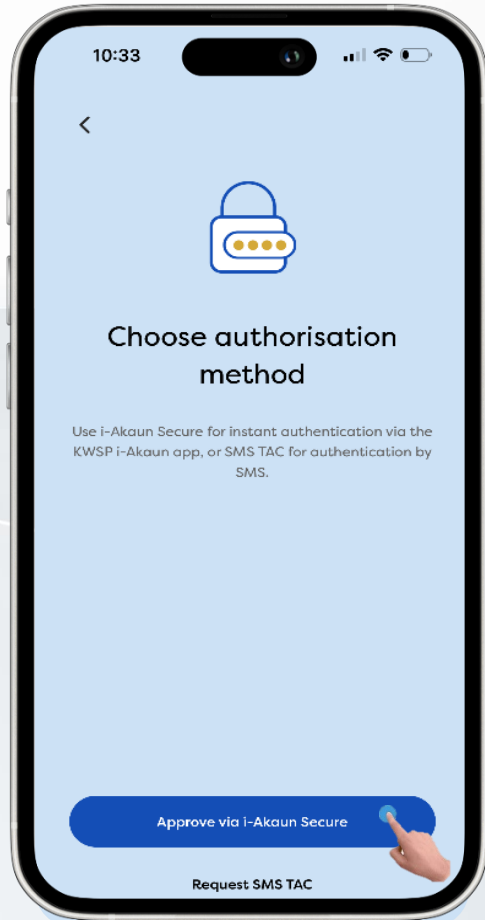 10:33
Choose authorisation
method
Use i-Akaun Secure for instant authentication via the
KWSP i-Akaun app, or SMS TAC for authentication by
SMS.
Approve via i-Akaun Secure
Request SMS TAC